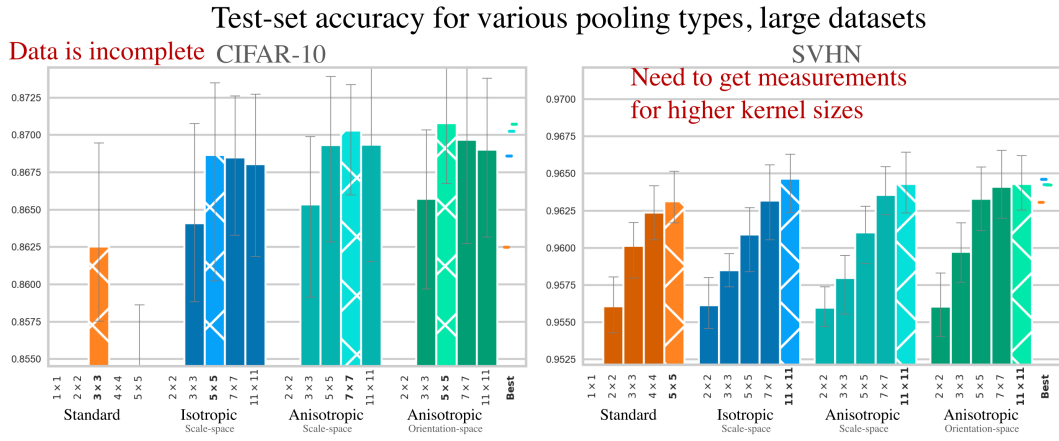 Test-set accuracy for various pooling types, large datasets
Data is incomplete
CIFAR-10
0.8725
0.8700
0.8675
0.8650
0.8625
0.8600
0.8575
0.8550
1 × 1
2 × 2
3 × 3
4 × 4
5 × 5
2 × 2
3 × 3
5 × 5
7 × 7
11 × 11
2 × 2
3 × 3
5 × 5
7 × 7
11 × 11
2 × 2
3 × 3
5 × 5
7 × 7
11 × 11
Best
Standard
Isotropic
Scale-space
Anisotropic
Scale-space
Anisotropic
Orientation-space
SVHN
Need to get measurements
for higher kernel sizes
0.9700
0.9675
0.9650
0.9625
0.9600
0.9575
0.9550
0.9525
1 × 1
2 × 2
3 × 3
4 × 4
5 × 5
2 × 2
3 × 3
5 × 5
7 × 7
11 × 11
2 × 2
3 × 3
5 × 5
7 × 7
11 × 11
2 × 2
3 × 3
5 × 5
7 × 7
11 × 11
Best
Standard
Isotropic
Scale-space
Anisotropic
Scale-space
Anisotropic
Orientation-space